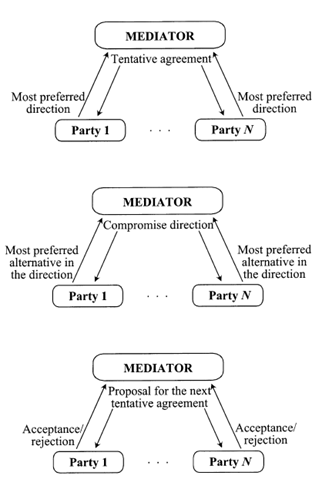 MEDIATOR
Tentative agreement
Most preferred
direction
Most preferred
direction
Party 1
. . .
Party N
MEDIATOR
Compromise direction
Most preferred
alternative in
the direction
Most preferred
alternative in
the direction
Party 1
. . .
Party N
MEDIATOR
Proposal for the next
tentative agreement
Acceptance/
rejection
Acceptance/
rejection
Party 1
. . .
Party N